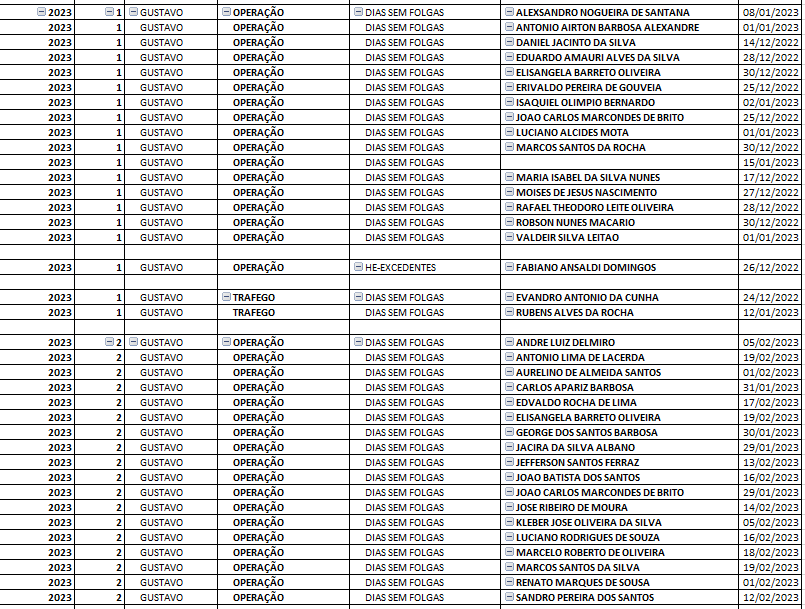 2023 1 GUSTAVO OPERAÇÃO DIAS SEM FOLGAS ALEXSANDRO NOGUEIRA DE SANTANA 08/01/2023
2023 1 GUSTAVO OPERAÇÃO DIAS SEM FOLGAS ANTONIO AIRTON BARBOSA ALEXANDRE 01/01/2023
2023 1 GUSTAVO OPERAÇÃO DIAS SEM FOLGAS DANIEL JACINTO DA SILVA 14/12/2022
2023 1 GUSTAVO OPERAÇÃO DIAS SEM FOLGAS EDUARDO AMAURI ALVES DA SILVA 28/12/2022
2023 1 GUSTAVO OPERAÇÃO DIAS SEM FOLGAS ELISANGELA BARRETO OLIVEIRA 30/12/2022
2023 1 GUSTAVO OPERAÇÃO DIAS SEM FOLGAS ERIVALDO PEREIRA DE GOUVEIA 25/12/2022
2023 1 GUSTAVO OPERAÇÃO DIAS SEM FOLGAS ISAQUIEL OLIMPIO BERNARDO 02/01/2023
2023 1 GUSTAVO OPERAÇÃO DIAS SEM FOLGAS JOAO CARLOS MARCONDES DE BRITO 25/12/2022
2023 1 GUSTAVO OPERAÇÃO DIAS SEM FOLGAS LUCIANO ALCIDES MOTA 01/01/2023
2023 1 GUSTAVO OPERAÇÃO DIAS SEM FOLGAS MARCOS SANTOS DA ROCHA 30/12/2022
2023 1 GUSTAVO OPERAÇÃO DIAS SEM FOLGAS 15/01/2023
2023 1 GUSTAVO OPERAÇÃO DIAS SEM FOLGAS MARIA ISABEL DA SILVA NUNES 17/12/2022
2023 1 GUSTAVO OPERAÇÃO DIAS SEM FOLGAS MOISES DE JESUS NASCIMENTO 27/12/2022
2023 1 GUSTAVO OPERAÇÃO DIAS SEM FOLGAS RAFAEL THEODORO LEITE OLIVEIRA 28/12/2022
2023 1 GUSTAVO OPERAÇÃO DIAS SEM FOLGAS ROBSON NUNES MACARIO 30/12/2022
2023 1 GUSTAVO OPERAÇÃO DIAS SEM FOLGAS VALDEIR SILVA LEITAO 01/01/2023
2023 1 GUSTAVO OPERAÇÃO HE-EXCEDENTES FABIANO ANSALDI DOMINGOS 26/12/2022
2023 1 GUSTAVO TRAFEGO DIAS SEM FOLGAS EVANDRO ANTONIO DA CUNHA 24/12/2022
2023 1 GUSTAVO TRAFEGO DIAS SEM FOLGAS RUBENS ALVES DA ROCHA 12/01/2023
2023 2 GUSTAVO OPERAÇÃO DIAS SEM FOLGAS ANDRE LUIZ DELMIRO 05/02/2023
2023 2 GUSTAVO OPERAÇÃO DIAS SEM FOLGAS ANTONIO LIMA DE LACERDA 19/02/2023
2023 2 GUSTAVO OPERAÇÃO DIAS SEM FOLGAS AURELINO DE ALMEIDA SANTOS 01/02/2023
2023 2 GUSTAVO OPERAÇÃO DIAS SEM FOLGAS CARLOS APARIZ BARBOSA 31/01/2023
2023 2 GUSTAVO OPERAÇÃO DIAS SEM FOLGAS EDVALDO ROCHA DE LIMA 17/02/2023
2023 2 GUSTAVO OPERAÇÃO DIAS SEM FOLGAS ELISANGELA BARRETO OLIVEIRA 19/02/2023
2023 2 GUSTAVO OPERAÇÃO DIAS SEM FOLGAS GEORGE DOS SANTOS BARBOSA 30/01/2023
2023 2 GUSTAVO OPERAÇÃO DIAS SEM FOLGAS JACIRA DA SILVA ALBANO 29/01/2023
2023 2 GUSTAVO OPERAÇÃO DIAS SEM FOLGAS JEFFERSON SANTOS FERRAZ 13/02/2023
2023 2 GUSTAVO OPERAÇÃO DIAS SEM FOLGAS JOAO BATISTA DOS SANTOS 16/02/2023
2023 2 GUSTAVO OPERAÇÃO DIAS SEM FOLGAS JOAO CARLOS MARCONDES DE BRITO 29/01/2023
2023 2 GUSTAVO OPERAÇÃO DIAS SEM FOLGAS JOSE RIBEIRO DE MOURA 14/02/2023
2023 2 GUSTAVO OPERAÇÃO DIAS SEM FOLGAS KLEBER JOSE OLIVEIRA DA SILVA 05/02/2023
2023 2 GUSTAVO OPERAÇÃO DIAS SEM FOLGAS LUCIANO RODRIGUES DE SOUZA 16/02/2023
2023 2 GUSTAVO OPERAÇÃO DIAS SEM FOLGAS MARCELO ROBERTO DE OLIVEIRA 18/02/2023
2023 2 GUSTAVO OPERAÇÃO DIAS SEM FOLGAS MARCOS SANTOS DA SILVA 19/02/2023
2023 2 GUSTAVO OPERAÇÃO DIAS SEM FOLGAS RENATO MARQUES DE SOUSA 01/02/2023
2023 2 GUSTAVO OPERAÇÃO DIAS SEM FOLGAS SANDRO PEREIRA DOS SANTOS 12/02/2023